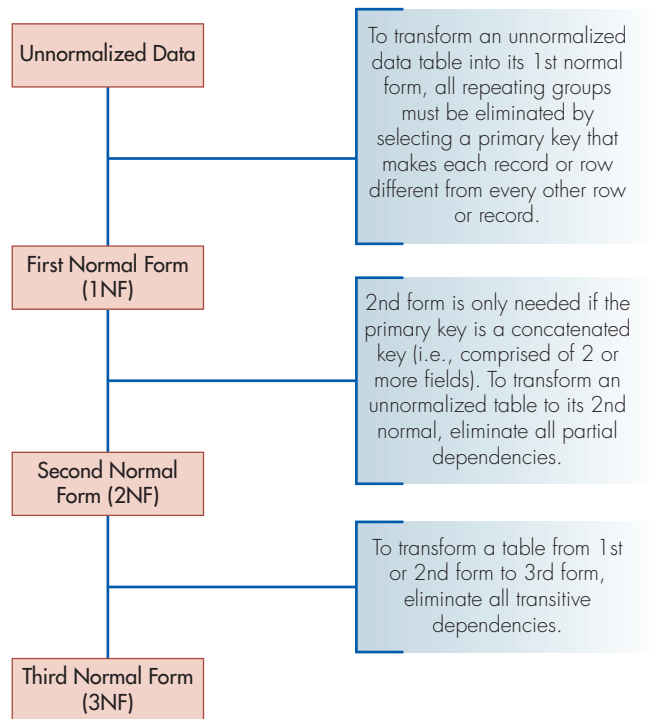 Unnormalized Data
To transform an unnormalized
data table into its 1st normal
form, all repeating groups
must be eliminated by
selecting a primary key that
makes each record or row
different from every other row
or record.
First Normal Form
(1NF)
2nd form is only needed if the
primary key is a concatenated
key (i.e., comprised of 2 or
more fields). To transform an
unnormalized table to its 2nd
normal, eliminate all partial
dependencies.
Second Normal
Form (2NF)
To transform a table from 1st
or 2nd form to 3rd form,
eliminate all transitive
dependencies.
Third Normal Form
(3NF)